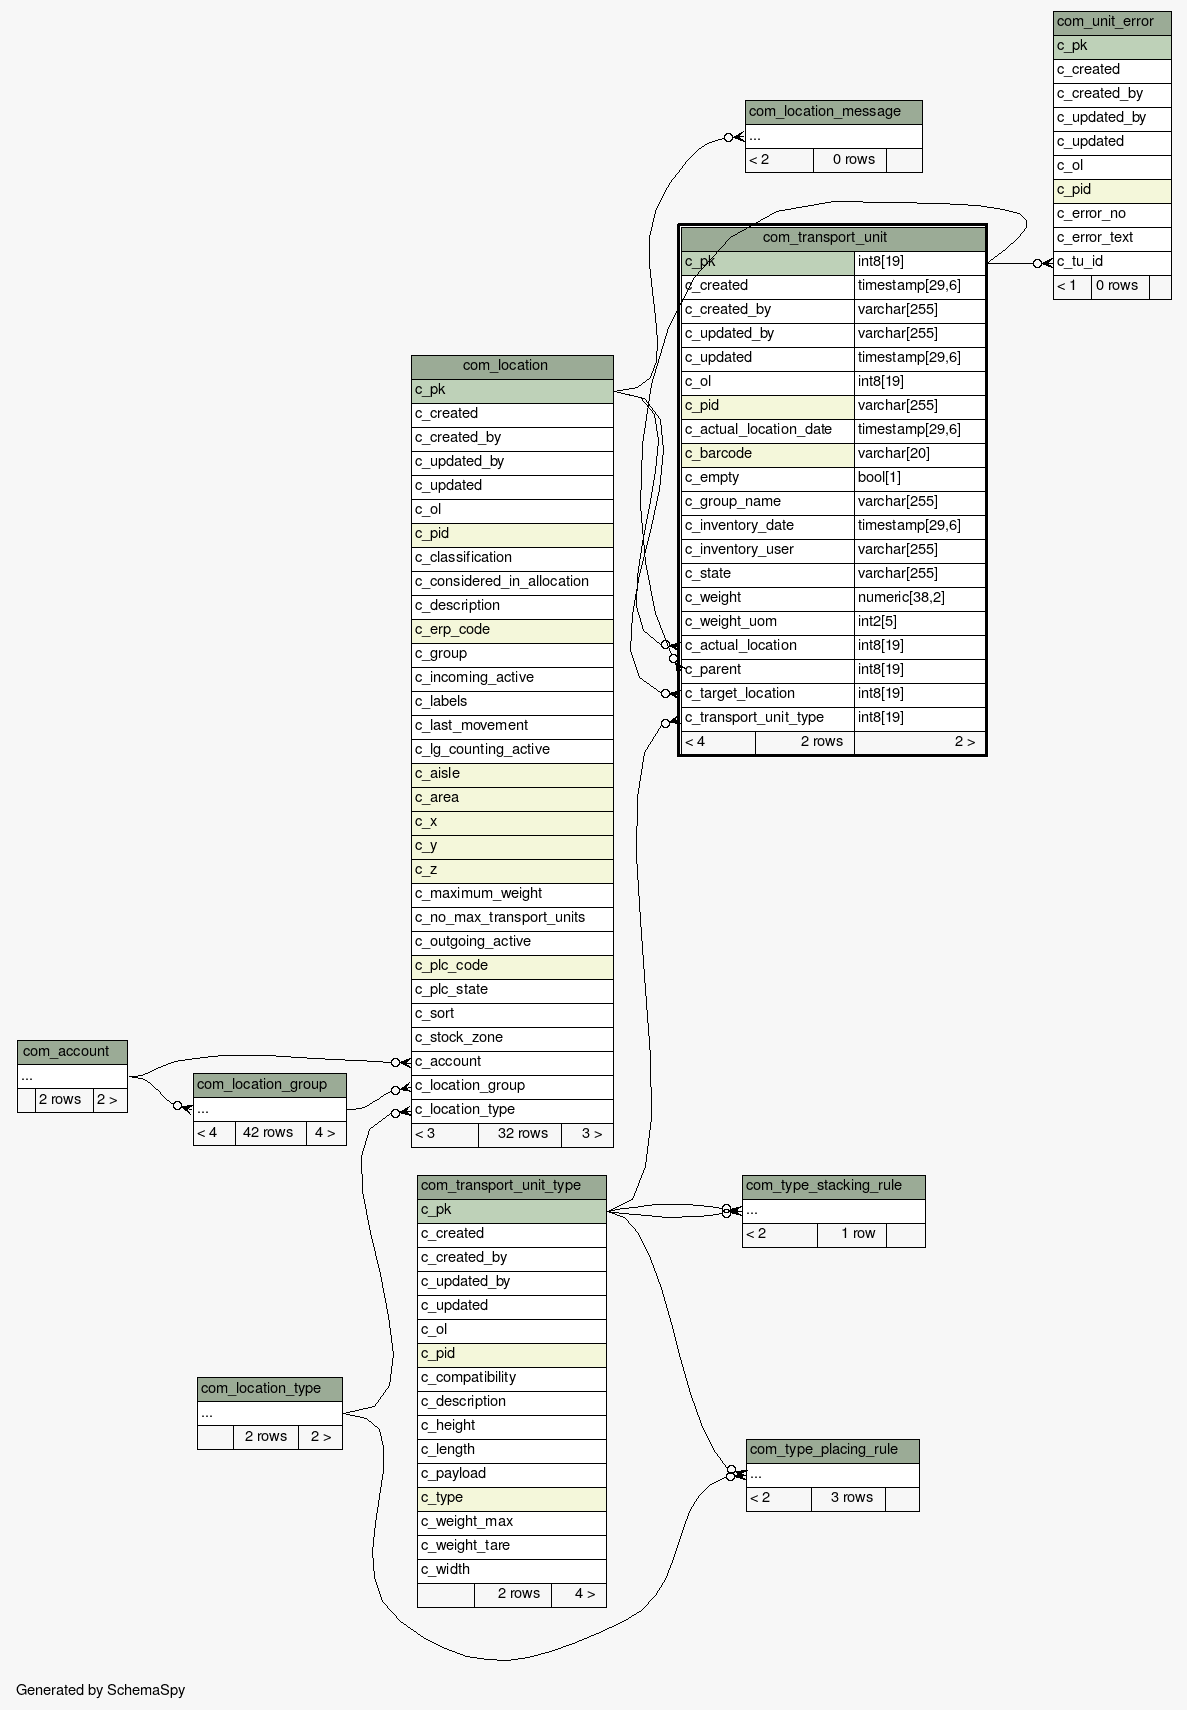 com_unit_error
c_pk
c_created
c_created_by
c_updated_by
c_updated
c_ol
c_pid
c_error_no
c_error_text
c_tu_id
< 1 0 rows
com_location_message
...
< 2 0 rows
com_transport_unit
c_pk int8[19]
c_created timestamp[29,6]
c_created_by varchar[255]
c_updated_by varchar[255]
c_updated timestamp[29,6]
c_ol int8[19]
c_pid varchar[255]
c_actual_location_date timestamp[29,6]
c_barcode varchar[20]
c_empty bool[1]
c_group_name varchar[255]
c_inventory_date timestamp[29,6]
c_inventory_user varchar[255]
c_state varchar[255]
c_weight numeric[38,2]
c_weight_uom int2[5]
c_actual_location int8[19]
c_parent int8[19]
c_target_location int8[19]
c_transport_unit_type int8[19]
< 4 2 rows 2 >
com_location
c_pk
c_created
c_created_by
c_updated_by
c_updated
c_ol
c_pid
c_classification
c_considered_in_allocation
c_description
c_erp_code
c_group
c_incoming_active
c_labels
c_last_movement
c_lg_counting_active
c_aisle
c_area
c_x
c_y
c_z
c_maximum_weight
c_no_max_transport_units
c_outgoing_active
c_plc_code
c_plc_state
c_sort
c_stock_zone
c_account
c_location_group
c_location_type
< 3 32 rows 3 >
com_account
...
2 rows 2 >
com_location_group
...
< 4 42 rows 4 >
com_transport_unit_type
c_pk
c_created
c_created_by
c_updated_by
c_updated
c_ol
c_pid
c_compatibility
c_description
c_height
c_length
c_payload
c_type
c_weight_max
c_weight_tare
c_width
2 rows 4 >
com_type_stacking_rule
...
< 2 1 row
com_location_type
...
2 rows 2 >
com_type_placing_rule
...
< 2 3 rows
Generated by SchemaSpy